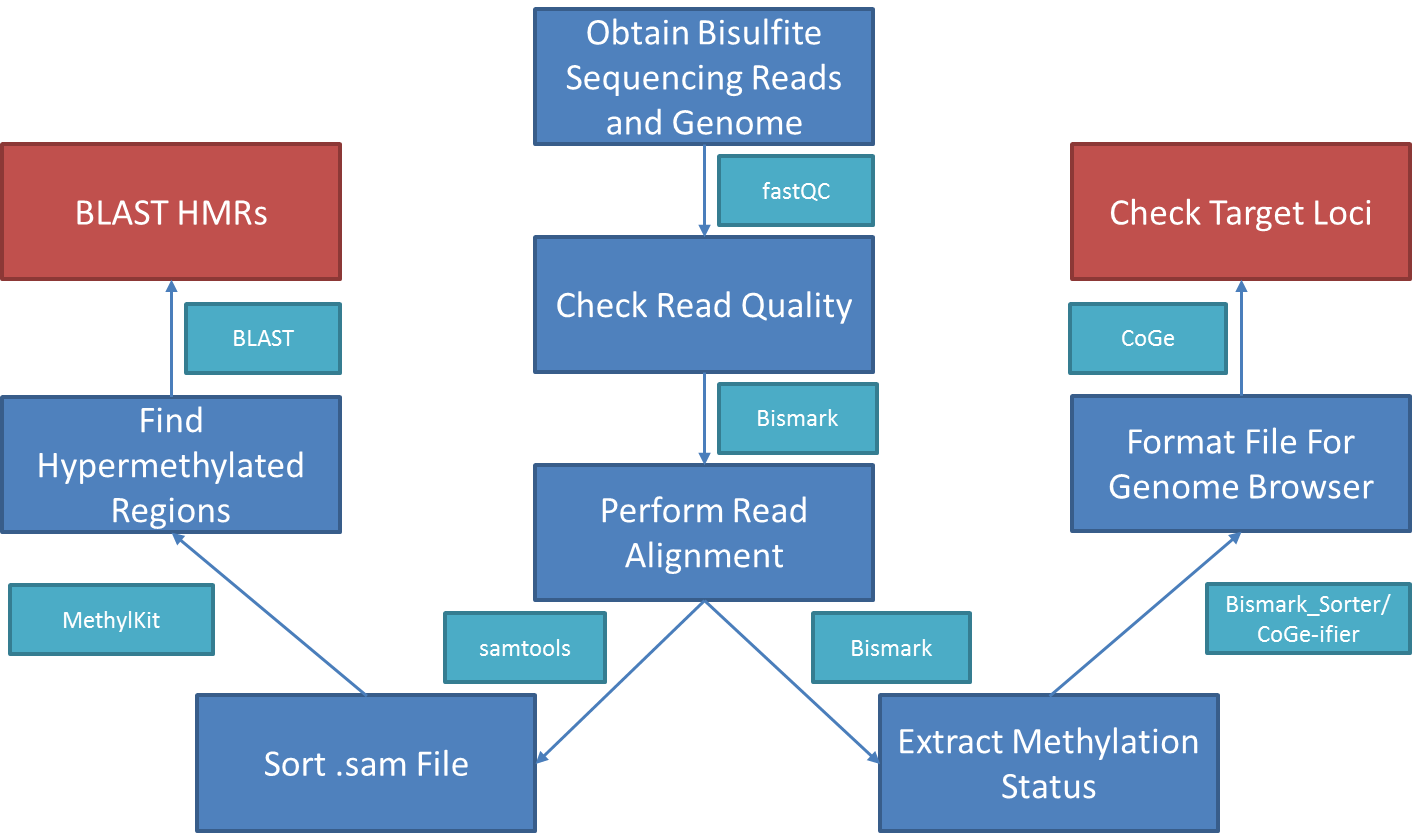 Obtain Bisulfite
Sequencing Reads
and Genome
fastQC
Check Read Quality
Bismark
Perform Read
Alignment
samtools
Sort .sam File
MethylKit
Find
Hypermethylated
Regions
BLAST
BLAST HMRs
Bismark
Extract Methylation
Status
Bismark_Sorter/
CoGe-ifier
Format File For
Genome Browser
CoGe
Check Target Loci